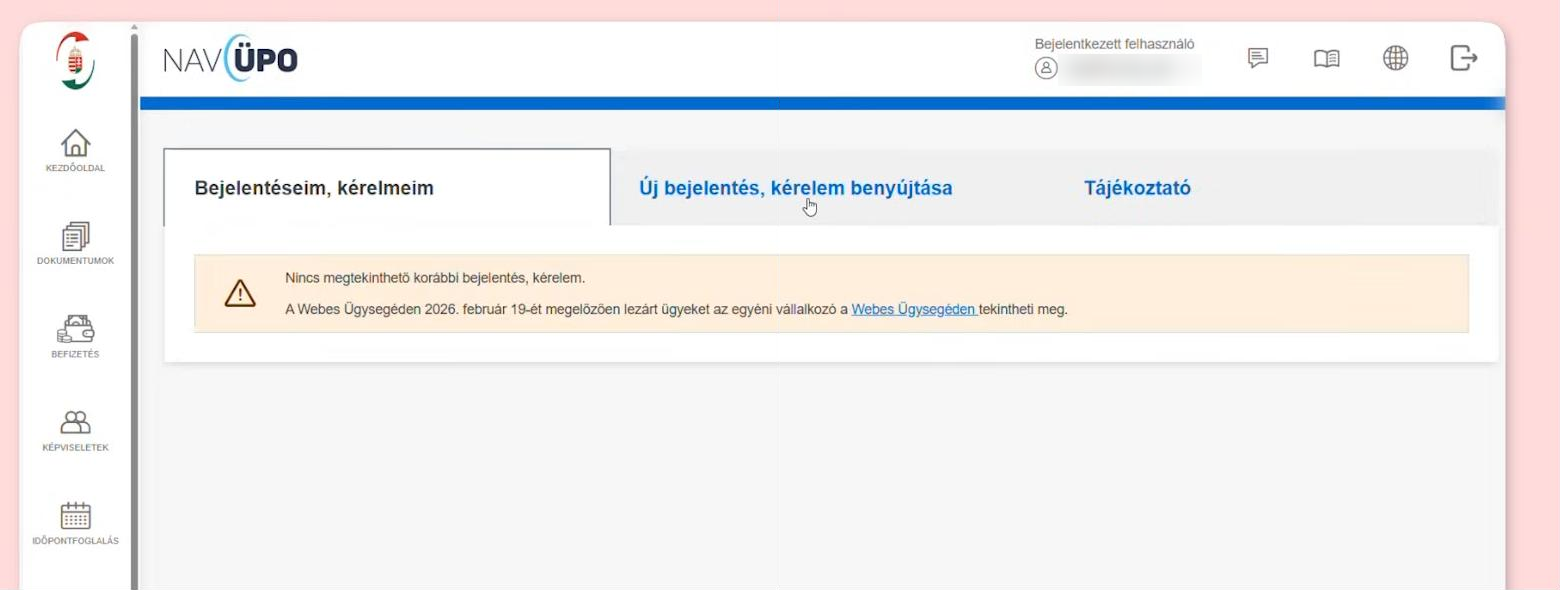 NAV ÜPO
Bejelentkezett felhasználó
KEZDŐOLDAL
DOKUMENTUMOK
BEFIZETÉS
KÉPVISELETEK
IDŐPONTFOGLALÁS
Bejelentéseim, kérelmeim
Új bejelentés, kérelem benyújtása
Tájékoztató
Nincs megtekinthető korábbi bejelentés, kérelem.
A Webes Ügysegéden 2026. február 19-ét megelőzően lezárt ügyeket az egyéni vállalkozó a Webes Ügysegéden tekintheti meg.